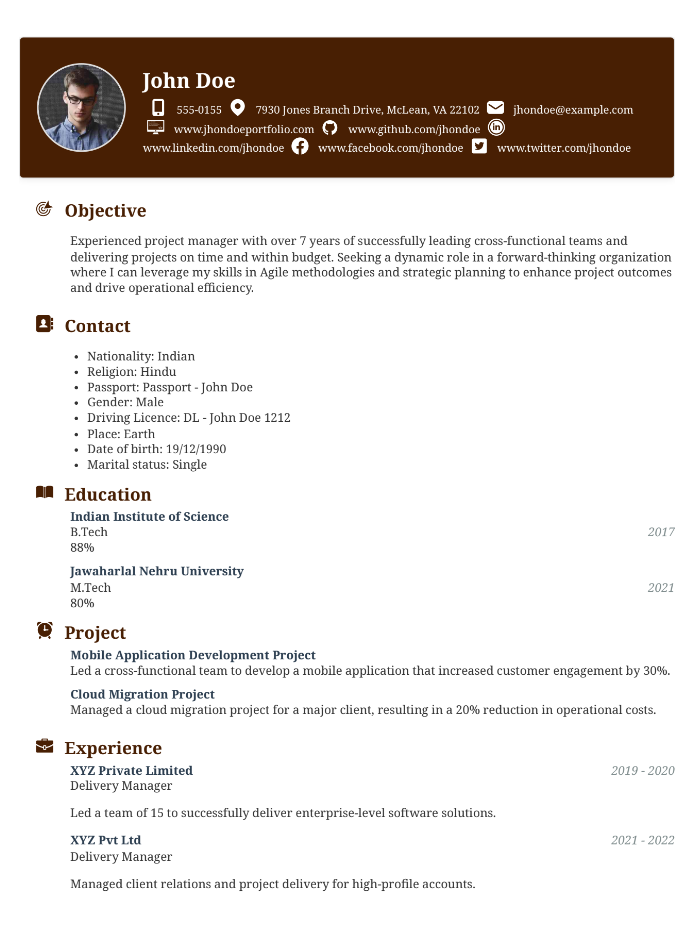 John Doe
555-0155 7930 Jones Branch Drive, McLean, VA 22102 jhondoe@example.com
www.jhondoeportfolio.com www.github.com/jhondoe
www.linkedin.com/jhondoe www.facebook.com/jhondoe www.twitter.com/jhondoe
Objective
Experienced project manager with over 7 years of successfully leading cross-functional teams and
delivering projects on time and within budget. Seeking a dynamic role in a forward-thinking organization
where I can leverage my skills in Agile methodologies and strategic planning to enhance project outcomes
and drive operational efficiency.
Contact
• Nationality: Indian
• Religion: Hindu
• Passport: Passport - John Doe
• Gender: Male
• Driving Licence: DL - John Doe 1212
• Place: Earth
• Date of birth: 19/12/1990
• Marital status: Single
Education
Indian Institute of Science
B.Tech 2017
88%
Jawaharlal Nehru University
M.Tech 2021
80%
Project
Mobile Application Development Project
Led a cross-functional team to develop a mobile application that increased customer engagement by 30%.
Cloud Migration Project
Managed a cloud migration project for a major client, resulting in a 20% reduction in operational costs.
Experience
XYZ Private Limited 2019 - 2020
Delivery Manager
Led a team of 15 to successfully deliver enterprise-level software solutions.
XYZ Pvt Ltd 2021 - 2022
Delivery Manager
Managed client relations and project delivery for high-profile accounts.